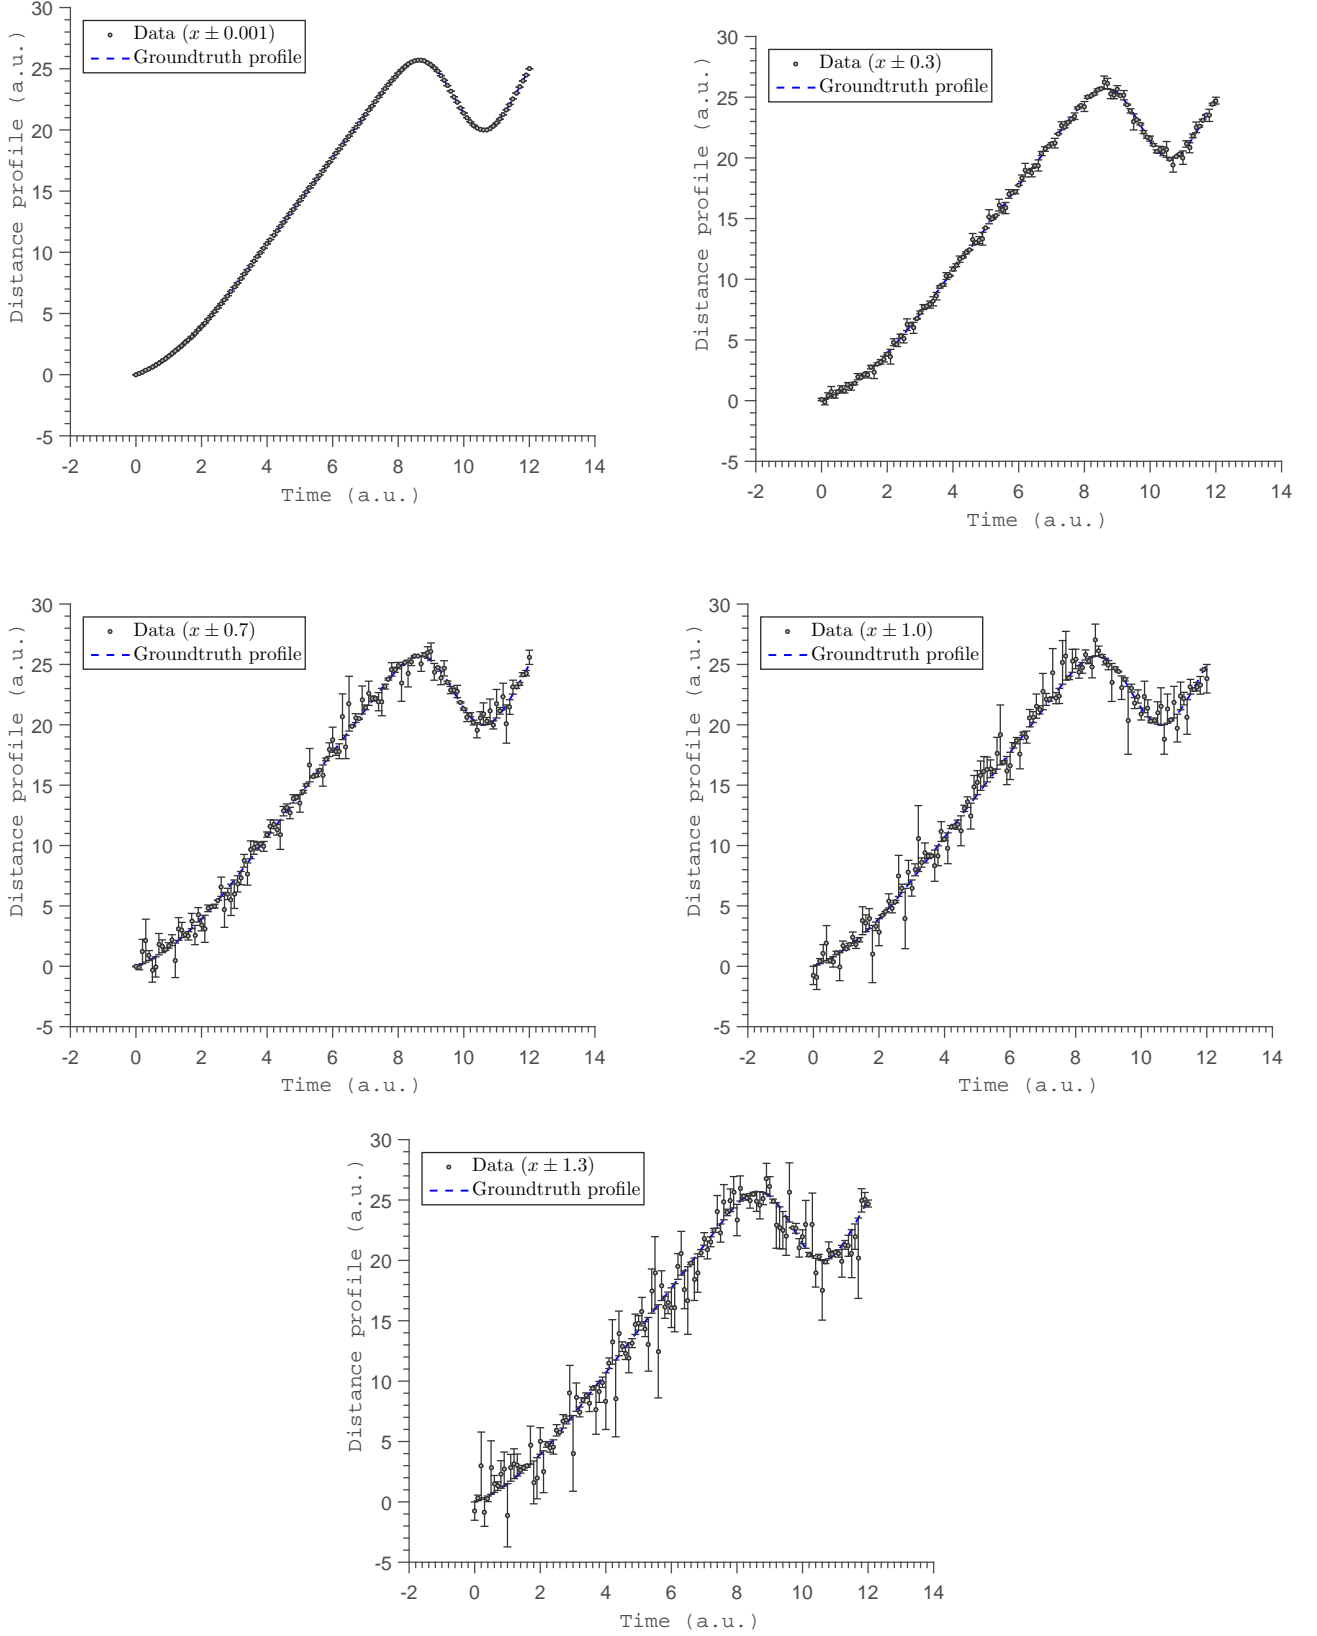 30
25
20
15
10
5
0
-5
-2 0 2 4 6 8 10 12 14
Time (a.u.)
Distance profile (a.u.)
Data (x ± 0.001)
Groundtruth profile
30
25
20
15
10
5
0
-5
-2 0 2 4 6 8 10 12 14
Time (a.u.)
Distance profile (a.u.)
Data (x ± 0.3)
Groundtruth profile
30
25
20
15
10
5
0
-5
-2 0 2 4 6 8 10 12 14
Time (a.u.)
Distance profile (a.u.)
Data (x ± 0.7)
Groundtruth profile
30
25
20
15
10
5
0
-5
-2 0 2 4 6 8 10 12 14
Time (a.u.)
Distance profile (a.u.)
Data (x ± 1.0)
Groundtruth profile
30
25
20
15
10
5
0
-5
-2 0 2 4 6 8 10 12 14
Time (a.u.)
Distance profile (a.u.)
Data (x ± 1.3)
Groundtruth profile